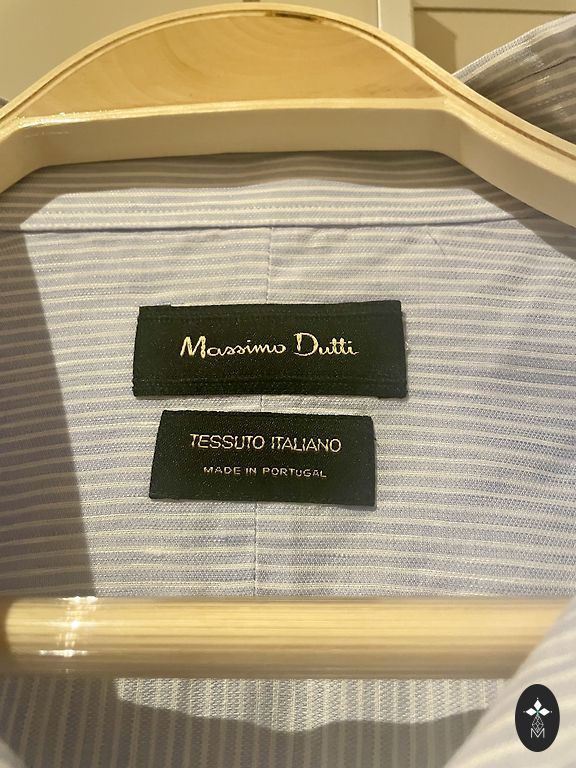 Massimo Dutti
TESSUTO ITALIANO
MADE IN PORTUGAL